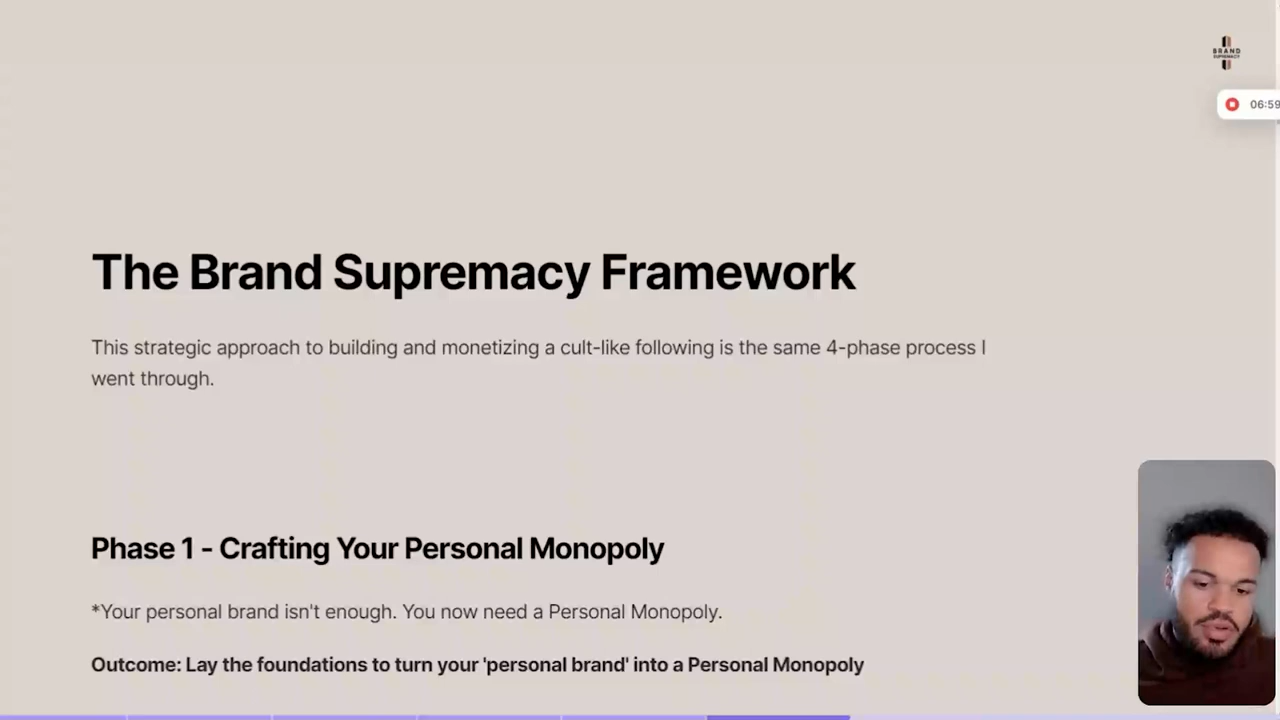 BRAND
SUPREMACY
06:59
The Brand Supremacy Framework
This strategic approach to building and monetizing a cult-like following is the same 4-phase process I
went through.
Phase 1 - Crafting Your Personal Monopoly
*Your personal brand isn't enough. You now need a Personal Monopoly.
Outcome: Lay the foundations to turn your 'personal brand' into a Personal Monopoly